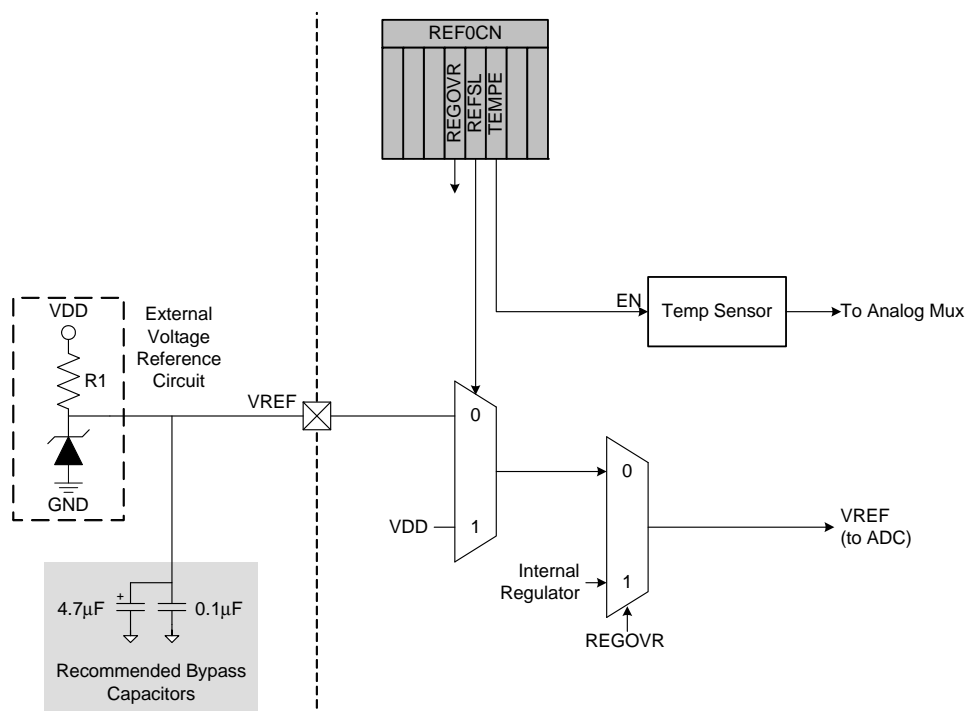 REF0CN
REGOVR
REFSL
TEMPE
EN
Temp Sensor
To Analog Mux
VDD
R1
GND
External
Voltage
Reference
Circuit
VREF
0
1
VDD
0
1
Internal
Regulator
REGOVR
VREF
(to ADC)
4.7μF
+
0.1μF
Recommended Bypass
Capacitors